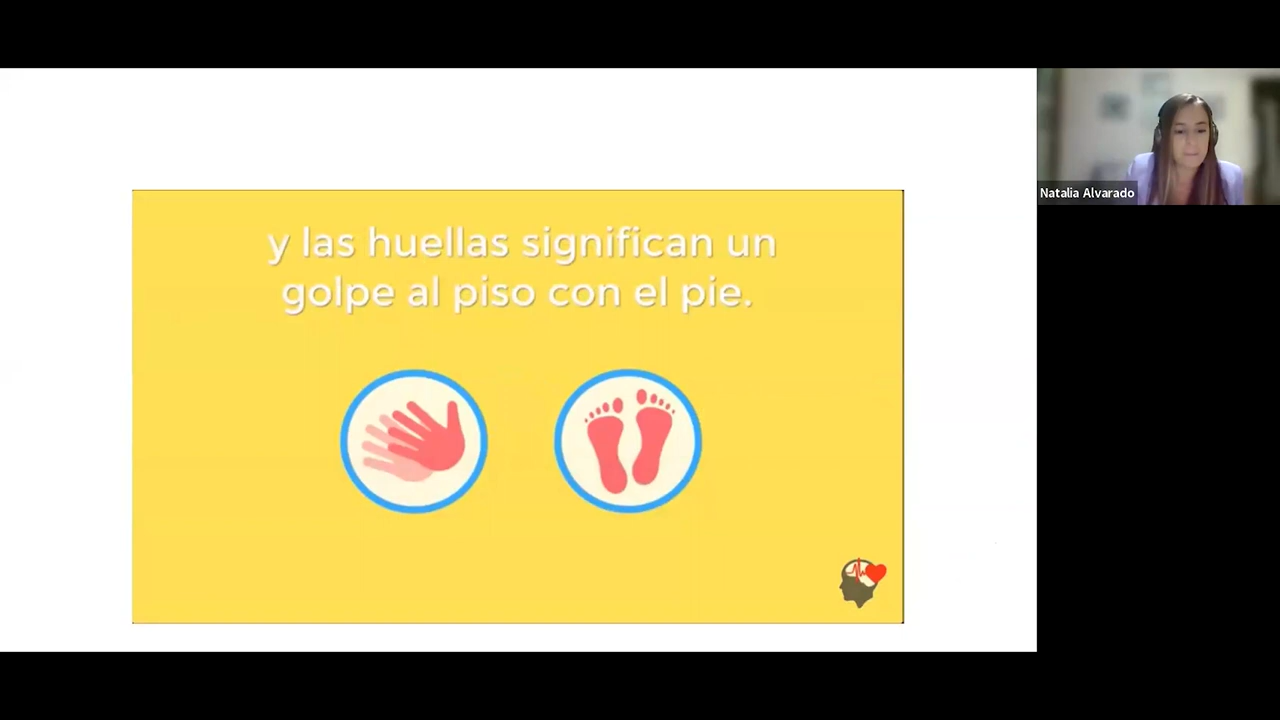 y las huellas significan un
golpe al piso con el pie.
Natalia Alvarado